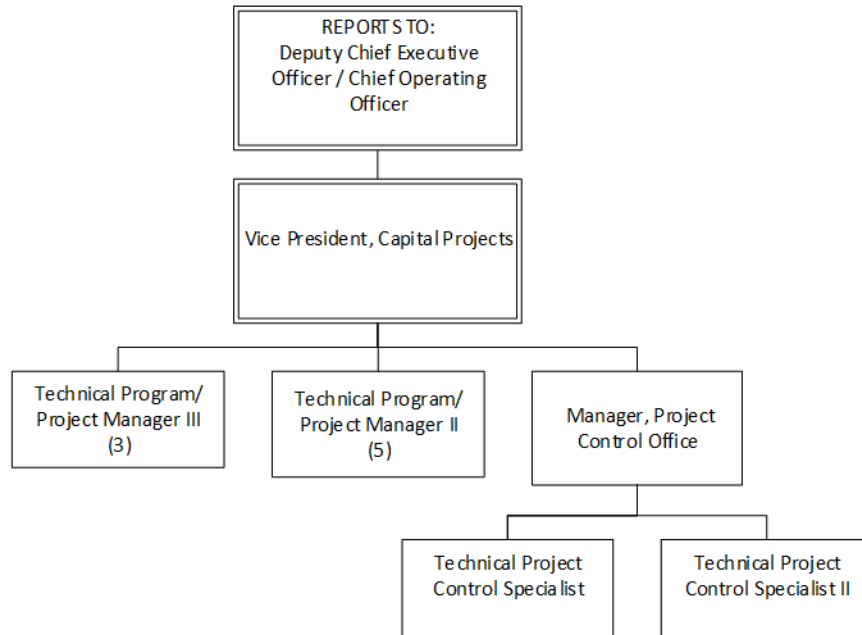 REPORTS TO:
Deputy Chief Executive
Officer / Chief Operating
Officer
Vice President, Capital Projects
Technical Program/
Project Manager III
(3)
Technical Program/
Project Manager II
(5)
Manager, Project
Control Office
Technical Project
Control Specialist
Technical Project
Control Specialist II